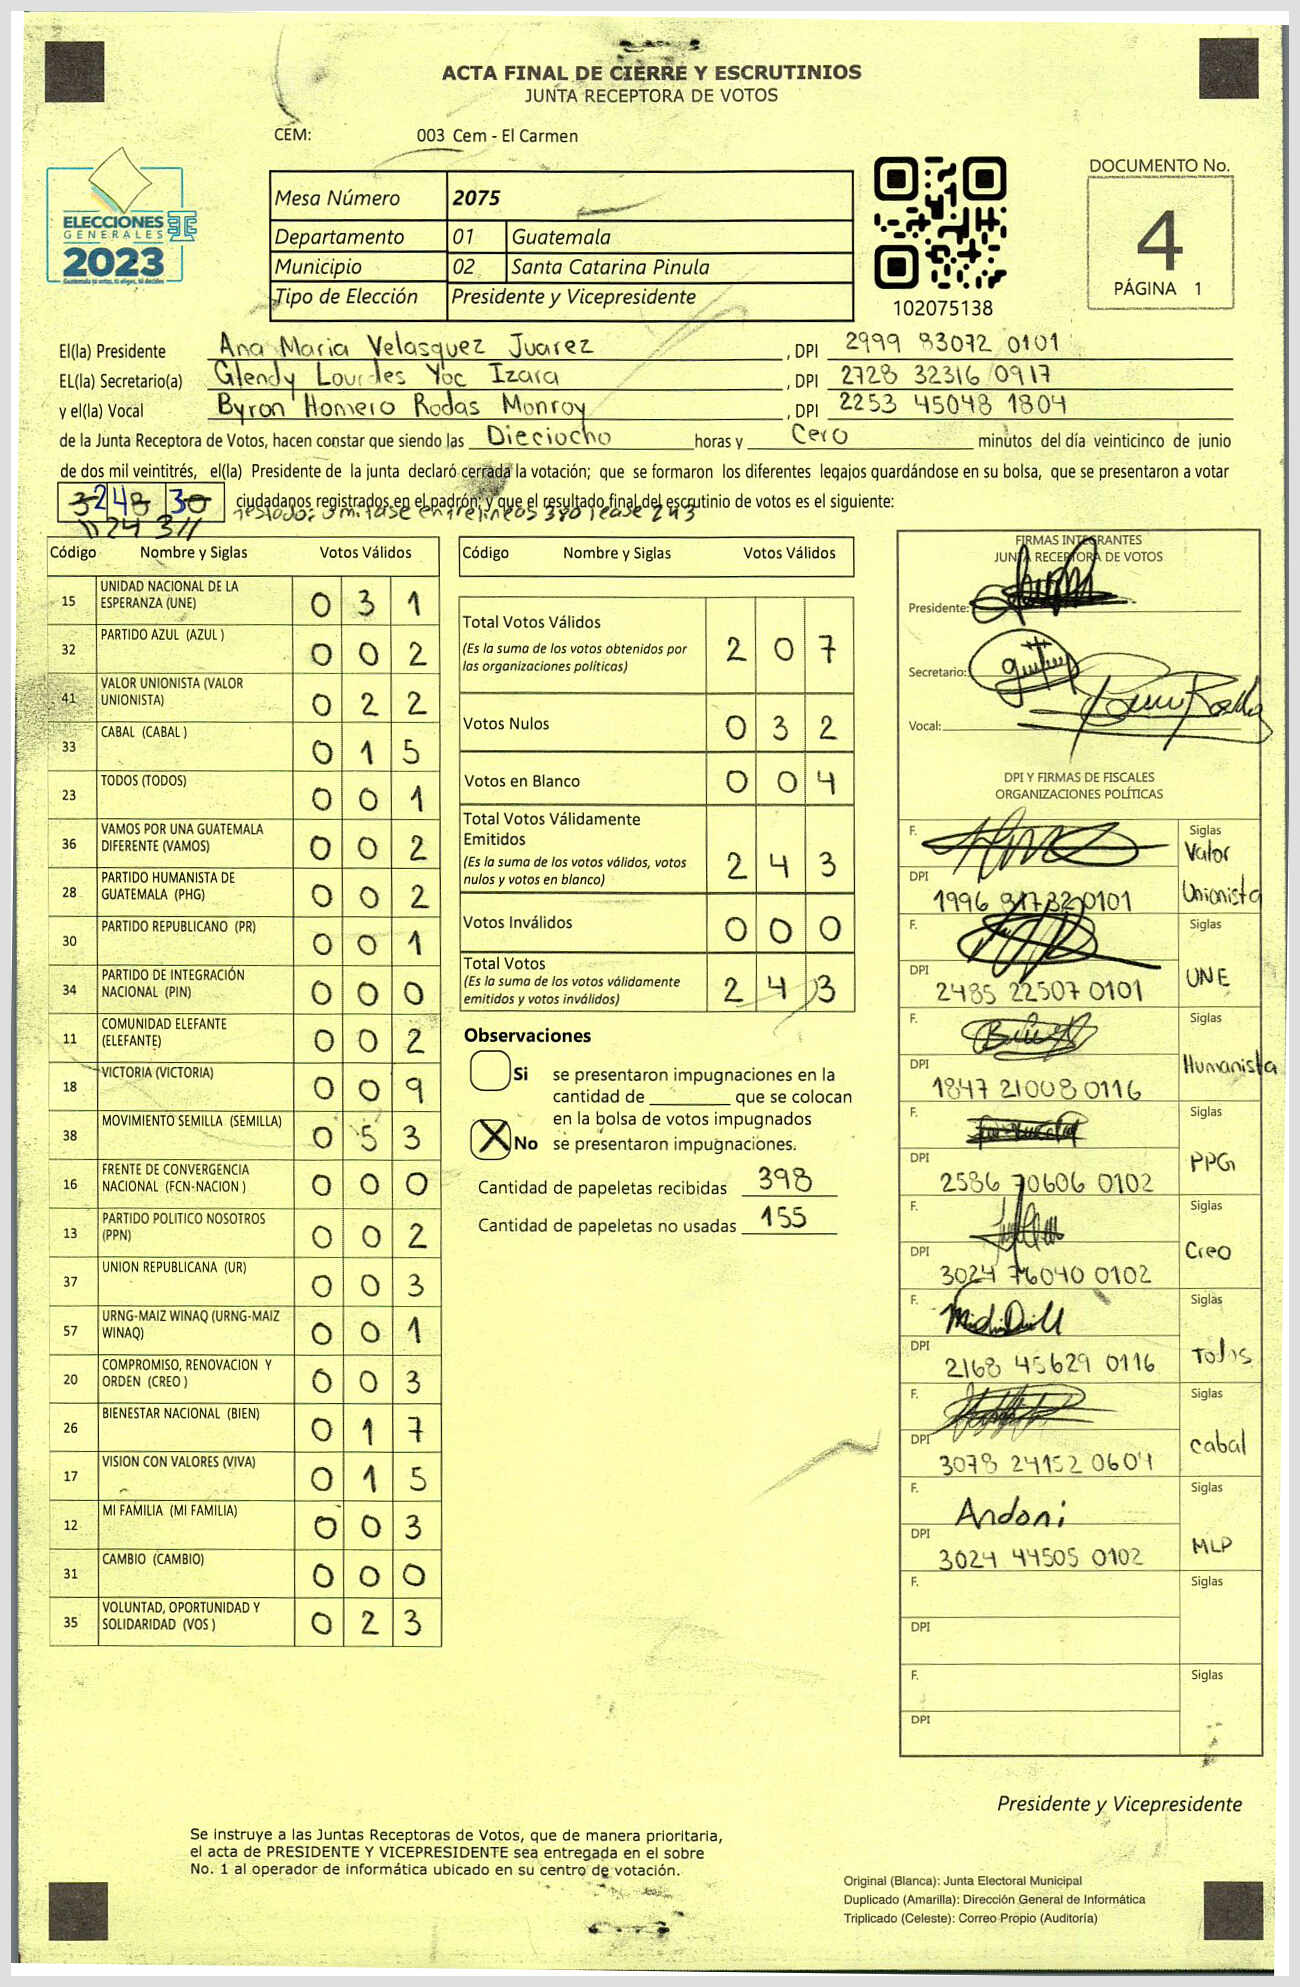 ACTA FINAL DE CIERRE Y ESCRUTINIOS
JUNTA RECEPTORA DE VOTOS
CEM: 003 Cem - El Carmen
ELECCIONES
GENERALES
2023
Mesa Número 2075
Departamento 01 Guatemala
Municipio 02 Santa Catarina Pinula
Tipo de Elección Presidente y Vicepresidente
102075138
DOCUMENTO No.
4
PÁGINA 1
El(la) Presidente Ana Maria Velasquez Juarez , DPI 2999 83072 0101
EL(la) Secretario(a) Glendy Lourdes Yoc Izara , DPI 2728 32316 0917
y el(la) Vocal Byron Homero Rodas Monroy , DPI 2253 45048 1804
de la Junta Receptora de Votos, hacen constar que siendo las Dieciocho horas y Cero minutos del día veinticinco de junio
de dos mil veintitrés, el(la) Presidente de la junta declaró cerrada la votación; que se formaron los diferentes legajos quardándose en su bolsa, que se presentaron a votar
ciudadanos registrados en el padrón; y que el resultado final del escrutinio de votos es el siguiente:
243
Código Nombre y Siglas Votos Válidos
15 UNIDAD NACIONAL DE LA ESPERANZA (UNE) 0 3 1
32 PARTIDO AZUL (AZUL ) 0 0 2
41 VALOR UNIONISTA (VALOR UNIONISTA) 0 2 2
33 CABAL (CABAL ) 0 1 5
23 TODOS (TODOS) 0 0 1
36 VAMOS POR UNA GUATEMALA DIFERENTE (VAMOS) 0 0 2
28 PARTIDO HUMANISTA DE GUATEMALA (PHG) 0 0 2
30 PARTIDO REPUBLICANO (PR) 0 0 1
34 PARTIDO DE INTEGRACIÓN NACIONAL (PIN) 0 0 0
11 COMUNIDAD ELEFANTE (ELEFANTE) 0 0 2
18 VICTORIA (VICTORIA) 0 0 9
38 MOVIMIENTO SEMILLA (SEMILLA) 0 5 3
16 FRENTE DE CONVERGENCIA NACIONAL (FCN-NACION ) 0 0 0
13 PARTIDO POLITICO NOSOTROS (PPN) 0 0 2
37 UNION REPUBLICANA (UR) 0 0 3
57 URNG-MAIZ WINAQ (URNG-MAIZ WINAQ) 0 0 1
20 COMPROMISO, RENOVACION Y ORDEN (CREO ) 0 0 3
26 BIENESTAR NACIONAL (BIEN) 0 1 7
17 VISION CON VALORES (VIVA) 0 1 5
12 MI FAMILIA (MI FAMILIA) 0 0 3
31 CAMBIO (CAMBIO) 0 0 0
35 VOLUNTAD, OPORTUNIDAD Y SOLIDARIDAD (VOS ) 0 2 3
Código Nombre y Siglas Votos Válidos
Total Votos Válidos 2 0 7
(Es la suma de los votos obtenidos por
las organizaciones políticas)
Votos Nulos 0 3 2
Votos en Blanco 0 0 4
Total Votos Válidamente
Emitidos 2 4 3
(Es la suma de los votos válidos, votos
nulos y votos en blanco)
Votos Inválidos 0 0 0
Total Votos 2 4 3
(Es la suma de los votos válidamente
emitidos y votos inválidos)
Observaciones
Si se presentaron impugnaciones en la
cantidad de ________ que se colocan
en la bolsa de votos impugnados
X No se presentaron impugnaciones.
Cantidad de papeletas recibidas 398
Cantidad de papeletas no usadas 155
FIRMAS INTEGRANTES
JUNTA RECEPTORA DE VOTOS
Presidente:
Secretario:
Vocal:
DPI Y FIRMAS DE FISCALES
ORGANIZACIONES POLÍTICAS
F. Siglas
Valor Unionista
DPI 1996 81732 0101
F. Siglas
UNE
DPI 2485 22507 0101
F. Siglas
Humanista
DPI 1847 21008 0116
F. Siglas
PPG
DPI 2586 70606 0102
F. Siglas
Creo
DPI 3024 76040 0102
F. Siglas
Todos
DPI 2168 45629 0116
F. Siglas
Cabal
DPI 3078 24152 0604
F. Andoni Siglas
MLP
DPI 3024 44505 0102
F. Siglas
DPI
F. Siglas
DPI
Presidente y Vicepresidente
Se instruye a las Juntas Receptoras de Votos, que de manera prioritaria,
el acta de PRESIDENTE Y VICEPRESIDENTE sea entregada en el sobre
No. 1 al operador de informática ubicado en su centro de votación.
Original (Blanca): Junta Electoral Municipal
Duplicado (Amarilla): Dirección General de Informática
Triplicado (Celeste): Correo Propio (Auditoría)